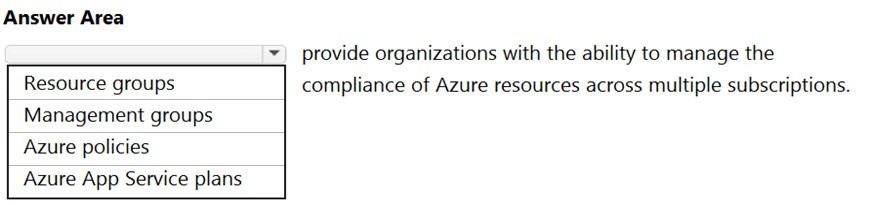 Answer Area
provide organizations with the ability to manage the
compliance of Azure resources across multiple subscriptions.
Resource groups
Management groups
Azure policies
Azure App Service plans